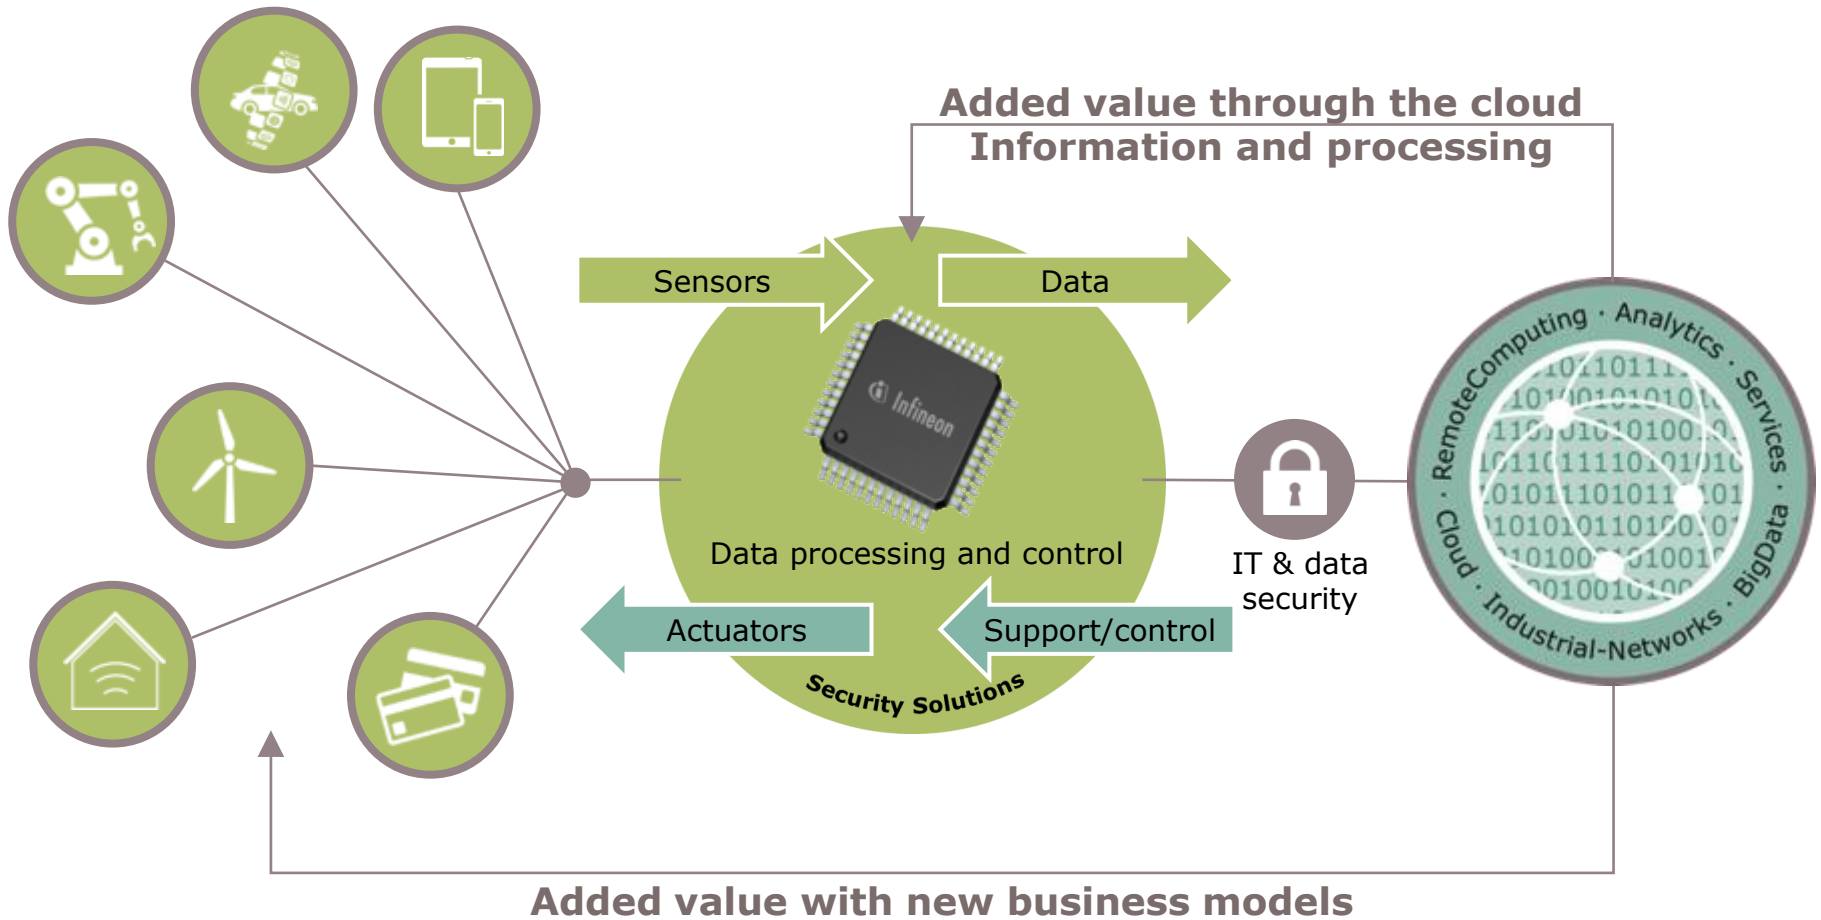 Added value through the cloud
Information and processing
Sensors
Data
Infineon
Data processing and control
Actuators
Support/control
Security Solutions
IT & data
security
Cloud · RemoteComputing · Analytics · Services · BigData · Industrial-Networks ·
Added value with new business models